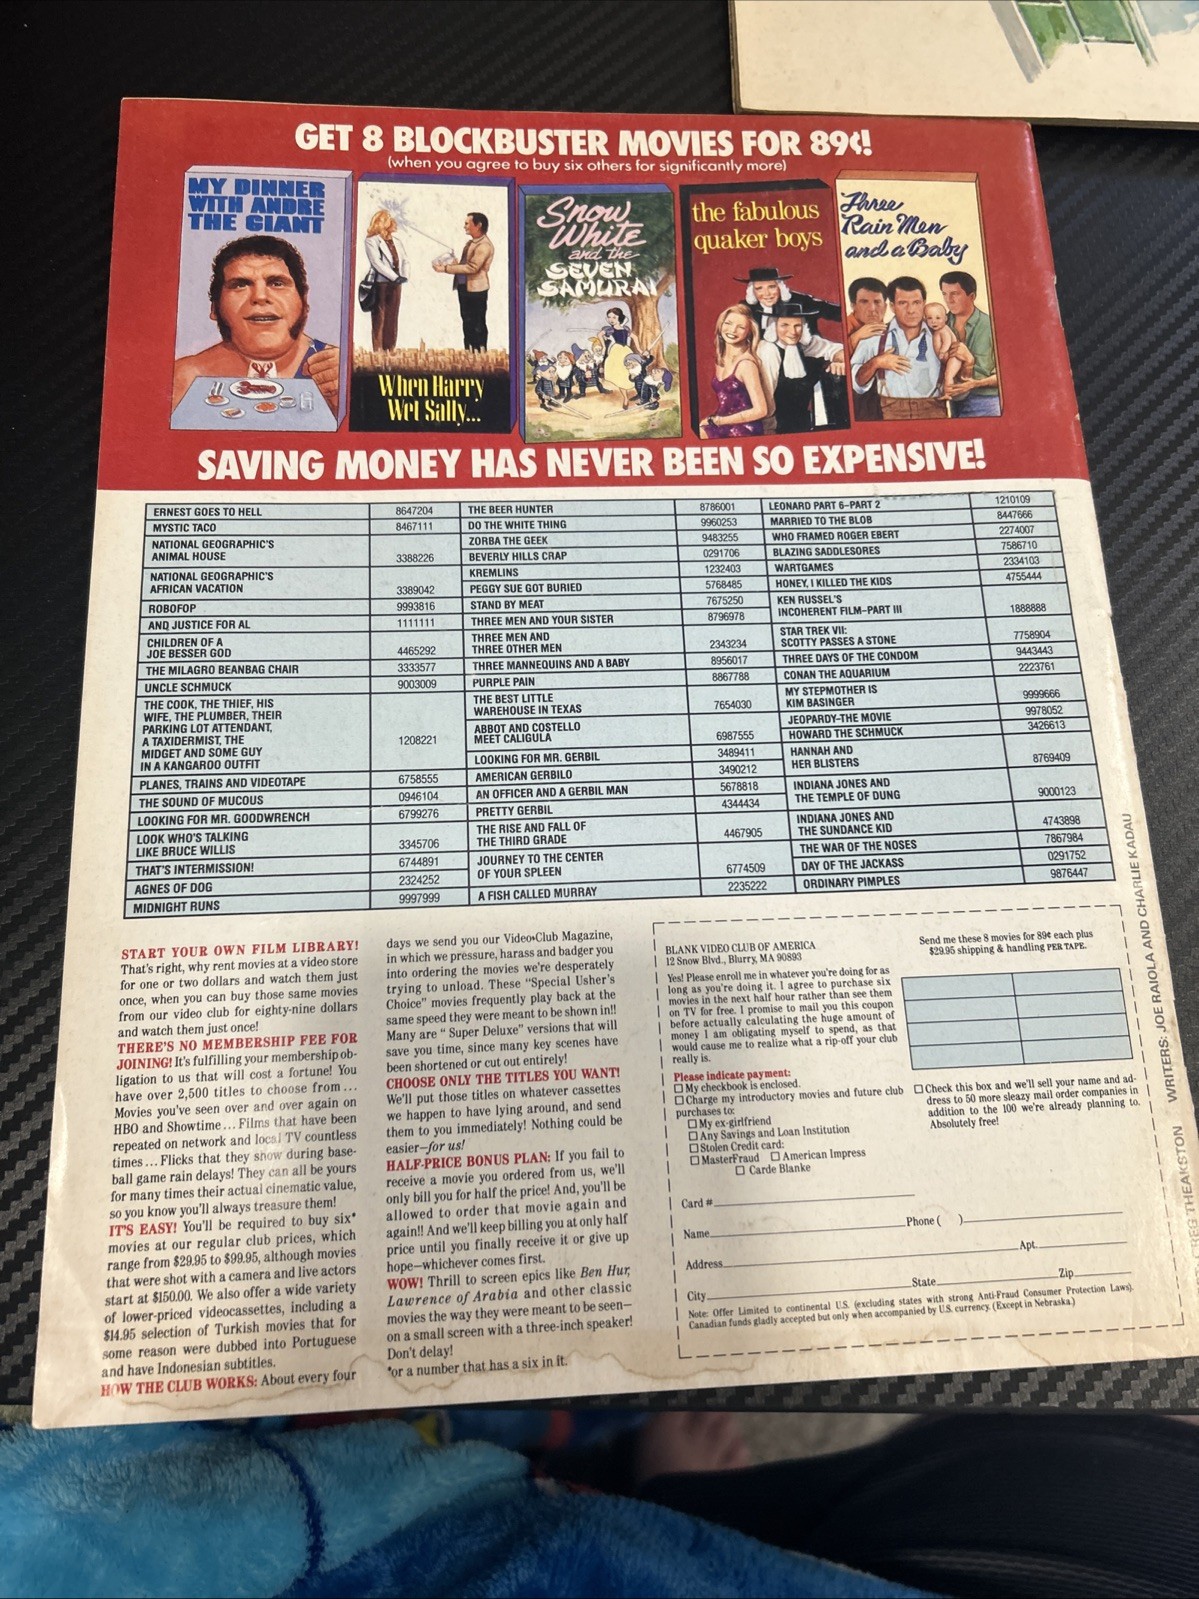 GET 8 BLOCKBUSTER MOVIES FOR 89¢!
(when you agree to buy six others for significantly more)
MY DINNER
WITH ANDRE
THE GIANT
When Harry
Wet Sally...
Snow
White
and the
SEVEN
SAMURAI
the fabulous
quaker boys
Three
Rain Men
and a Baby
SAVING MONEY HAS NEVER BEEN SO EXPENSIVE!
ERNEST GOES TO HELL 8647204
MYSTIC TACO 8467111
NATIONAL GEOGRAPHIC'S
ANIMAL HOUSE 3388226
NATIONAL GEOGRAPHIC'S
AFRICAN VACATION 3389042
ROBOFOP 9993816
AND JUSTICE FOR AL 1111111
CHILDREN OF A
JOE BESSER GOD 4465292
THE MILAGRO BEANBAG CHAIR 3333577
UNCLE SCHMUCK 9003009
THE COOK, THE THIEF, HIS
WIFE, THE PLUMBER, THEIR
PARKING LOT ATTENDANT,
A TAXIDERMIST, THE
MIDGET AND SOME GUY
IN A KANGAROO OUTFIT 1208221
PLANES, TRAINS AND VIDEOTAPE 6758555
THE SOUND OF MUCOUS 0946104
LOOKING FOR MR. GOODWRENCH 6799276
LOOK WHO'S TALKING
LIKE BRUCE WILLIS 3345706
THAT'S INTERMISSION! 6744891
AGNES OF DOG 2324252
MIDNIGHT RUNS 9997999
THE BEER HUNTER 8786001
DO THE WHITE THING 9960253
ZORBA THE GEEK 9483255
BEVERLY HILLS CRAP 0291706
KREMLINS 1232403
PEGGY SUE GOT BURIED 5768485
STAND BY MEAT 7675250
THREE MEN AND YOUR SISTER 8796978
THREE MEN AND
THREE OTHER MEN 2343234
THREE MANNEQUINS AND A BABY 8956017
PURPLE PAIN 8867788
THE BEST LITTLE
WAREHOUSE IN TEXAS 7654030
ABBOT AND COSTELLO
MEET CALIGULA 6987555
LOOKING FOR MR. GERBIL 3489411
AMERICAN GERBILO 3490212
AN OFFICER AND A GERBIL MAN 5678818
PRETTY GERBIL 4344434
THE RISE AND FALL OF
THE THIRD GRADE 4467905
JOURNEY TO THE CENTER
OF YOUR SPLEEN 6774509
A FISH CALLED MURRAY 2235222
LEONARD PART 6–PART 2 1210109
MARRIED TO THE BLOB 8447666
WHO FRAMED ROGER EBERT 2274007
BLAZING SADDLESORES 7586710
WARTGAMES 2334103
HONEY, I KILLED THE KIDS 4755444
KEN RUSSEL'S
INCOHERENT FILM–PART III 1888888
STAR TREK VII:
SCOTTY PASSES A STONE 7758904
THREE DAYS OF THE CONDOM 9443443
CONAN THE AQUARIUM 2223761
MY STEPMOTHER IS
KIM BASINGER 9999666
JEOPARDY-THE MOVIE 9978052
HOWARD THE SCHMUCK 3426613
HANNAH AND
HER BLISTERS 8769409
INDIANA JONES AND
THE TEMPLE OF DUNG 9000123
INDIANA JONES AND
THE SUNDANCE KID 4743898
THE WAR OF THE NOSES 7867984
DAY OF THE JACKASS 0291752
ORDINARY PIMPLES 9876447
START YOUR OWN FILM LIBRARY!
That's right, why rent movies at a video store
for one or two dollars and watch them just
once, when you can buy those same movies
from our video club for eighty-nine dollars
and watch them just once!
THERE'S NO MEMBERSHIP FEE FOR
JOINING! It's fulfilling your membership ob-
ligation to us that will cost a fortune! You
have over 2,500 titles to choose from...
Movies you've seen over and over again on
HBO and Showtime...Films that have been
repeated on network and local TV countless
times...Flicks that they show during base-
ball game rain delays! They can all be yours
for many times their actual cinematic value,
so you know you'll always treasure them!
IT'S EASY! You'll be required to buy six*
movies at our regular club prices, which
range from $29.95 to $99.95, although movies
that were shot with a camera and live actors
start at $150.00. We also offer a wide variety
of lower-priced videocassettes, including a
$14.95 selection of Turkish movies that for
some reason were dubbed into Portuguese
and have Indonesian subtitles.
HOW THE CLUB WORKS: About every four
days we send you our Video•Club Magazine,
in which we pressure, harass and badger you
into ordering the movies we're desperately
trying to unload. These "Special Usher's
Choice" movies frequently play back at the
same speed they were meant to be shown in!!
Many are " Super Deluxe" versions that will
save you time, since many key scenes have
been shortened or cut out entirely!
CHOOSE ONLY THE TITLES YOU WANT!
We'll put those titles on whatever cassettes
we happen to have lying around, and send
them to you immediately! Nothing could be
easier–for us!
HALF-PRICE BONUS PLAN: If you fail to
receive a movie you ordered from us, we'll
only bill you for half the price! And, you'll be
allowed to order that movie again and
again!! And we'll keep billing you at only half
price until you finally receive it or give up
hope–whichever comes first.
WOW! Thrill to screen epics like Ben Hur,
Lawrence of Arabia and other classic
movies the way they were meant to be seen–
on a small screen with a three-inch speaker!
Don't delay!
*or a number that has a six in it.
BLANK VIDEO CLUB OF AMERICA
12 Snow Blvd., Blurry, MA 90893
Yes! Please enroll me in whatever you're doing for as
long as you're doing it. I agree to purchase six
movies in the next half hour rather than see them
on TV for free. I promise to mail you this coupon
before actually calculating the huge amount of
money I am obligating myself to spend, as that
would cause me to realize what a rip-off your club
really is.
Please indicate payment:
My checkbook is enclosed.
Charge my introductory movies and future club
purchases to:
My ex-girlfriend
Any Savings and Loan Institution
Stolen Credit card:
MasterFraud American Impress
Carde Blanke
Send me these 8 movies for 89¢ each plus
$29.95 shipping & handling PER TAPE.
Check this box and we'll sell your name and ad-
dress to 50 more sleazy mail order companies in
addition to the 100 we're already planning to.
Absolutely free!
Card #
Name Phone ( )
Address Apt.
City State Zip
Note: Offer Limited to continental U.S. (excluding states with strong Anti-Fraud Consumer Protection Laws).
Canadian funds gladly accepted but only when accompanied by U.S. currency. (Except in Nebraska.)
WRITERS: JOE RAIOLA AND CHARLIE KADAU
THEAKSTON